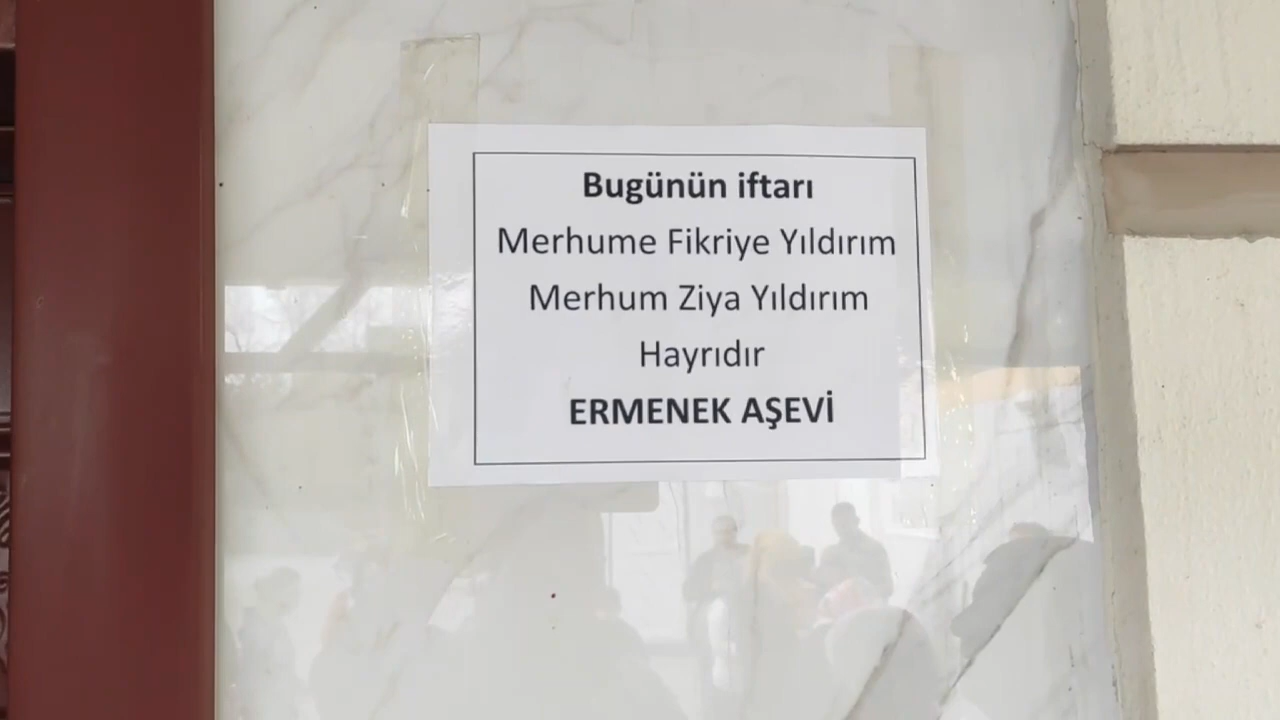 Bugünün iftarı
Merhume Fikriye Yıldırım
Merhum Ziya Yıldırım
Hayrıdır
ERMENEK AŞEVİ